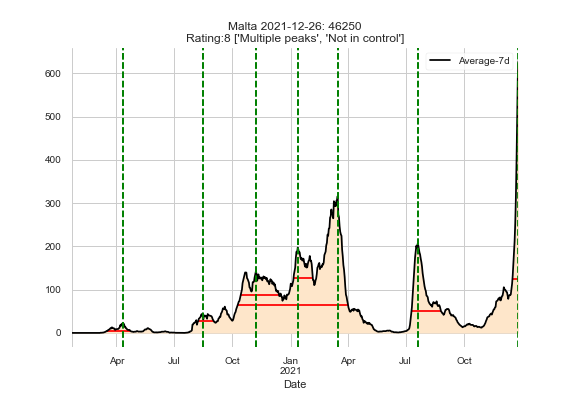 Malta 2021-12-26: 46250
Rating:8 ['Multiple peaks', 'Not in control']
Average-7d
600
500
400
300
200
100
0
Apr Jul Oct Jan Apr Jul Oct
2021
Date